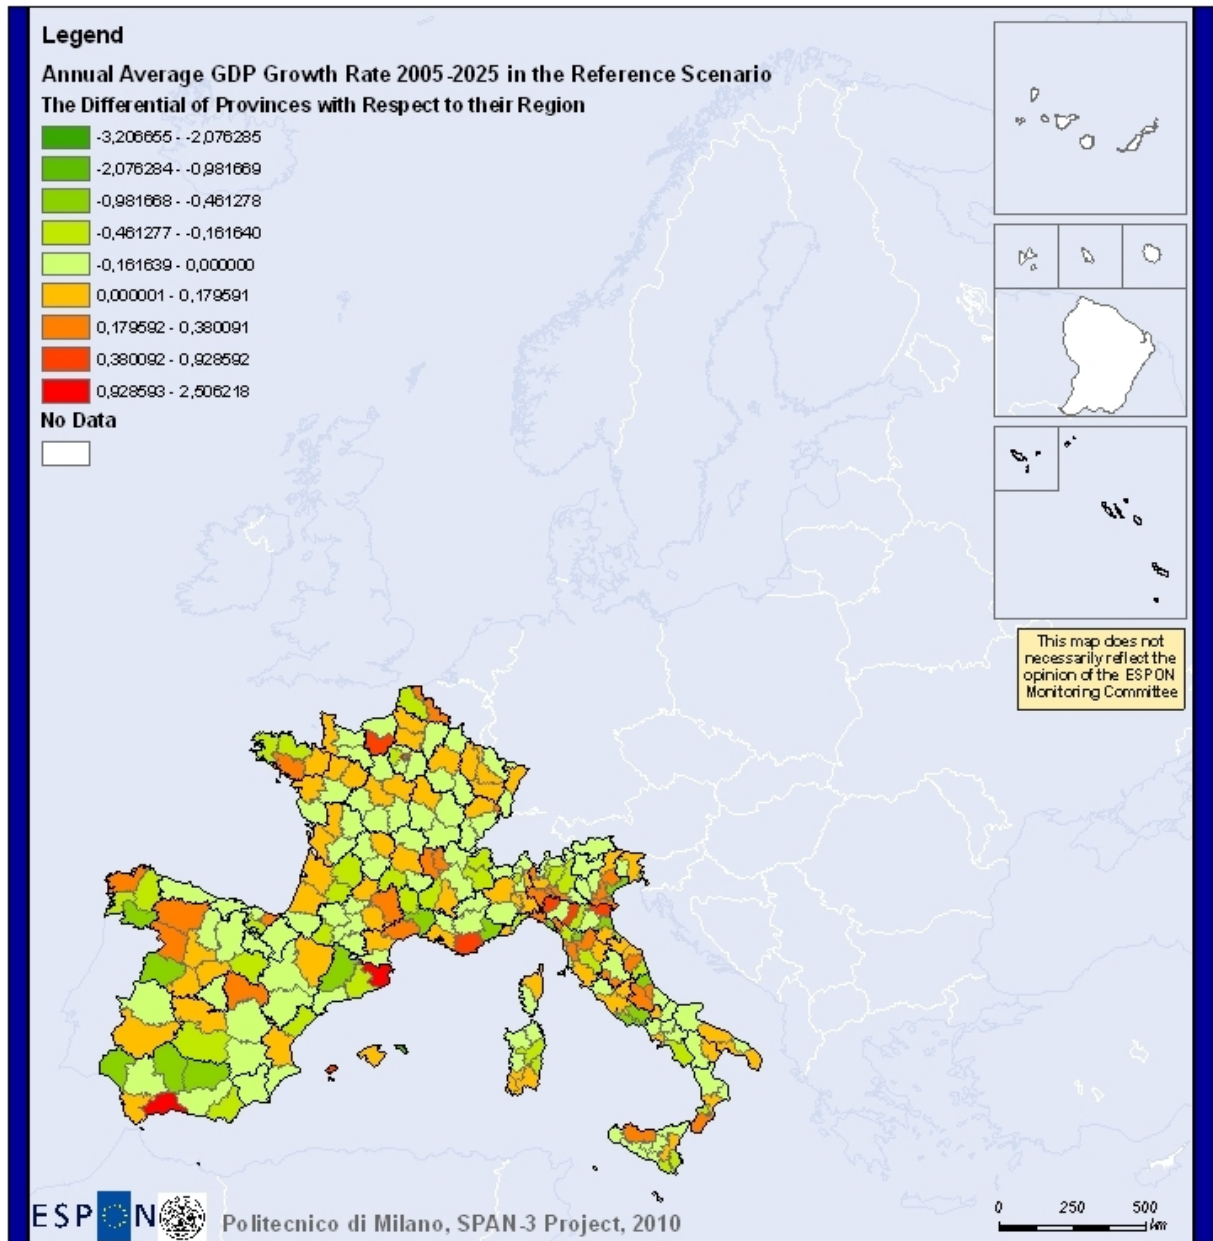 Legend
Annual Average GDP Growth Rate 2005-2025 in the Reference Scenario
The Differential of Provinces with Respect to their Region
-3,206655 - -2,076285
-2,076284 - -0,981669
-0,981668 - -0,461278
-0,461277 - -0,161640
-0,161639 - 0,000000
0,000001 - 0,179591
0,179592 - 0,380091
0,380092 - 0,928592
0,928593 - 2,506218
No Data
This map does not
necessarily reflect the
opinion of the ESPON
Monitoring Committee
ESPON
Politecnico di Milano, SPAN-3 Project, 2010
0 250 500
km